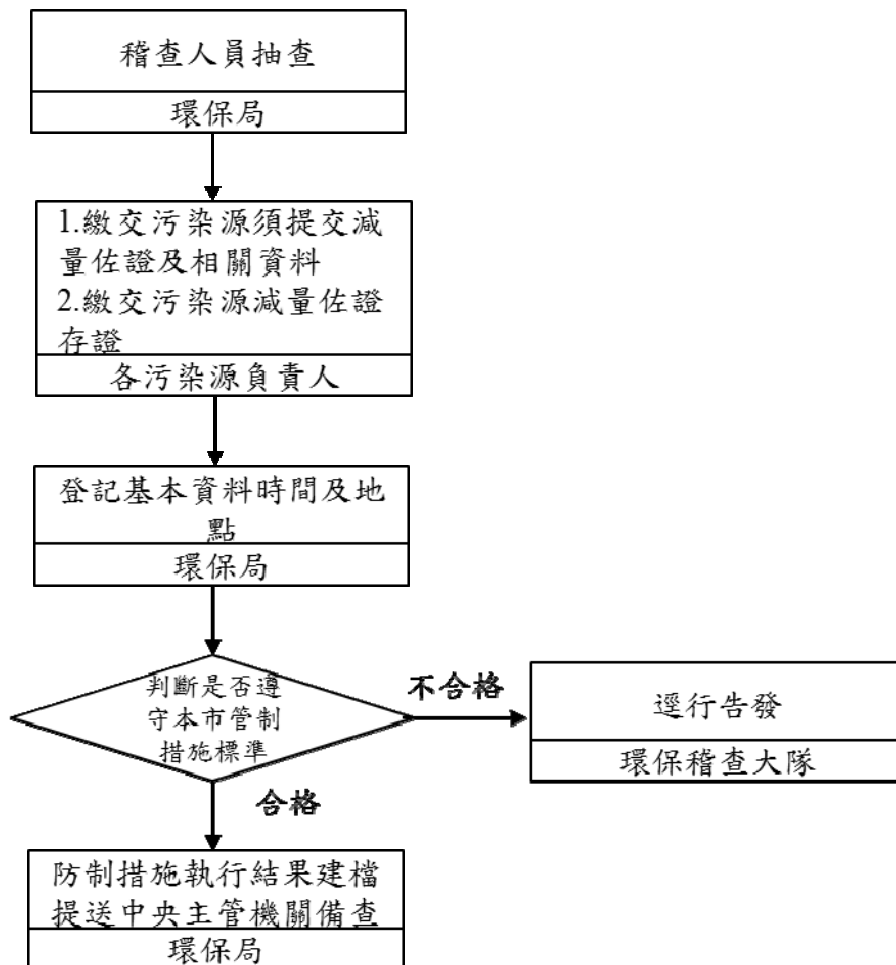 稽查人員抽查
環保局
1.繳交污染源須提交減
量佐證及相關資料
2.繳交污染源減量佐證
存證
各污染源負責人
登記基本資料時間及地
點
環保局
判斷是否遵
守本市管制
措施標準
不合格
逕行告發
環保稽查大隊
合格
防制措施執行結果建檔
提送中央主管機關備查
環保局